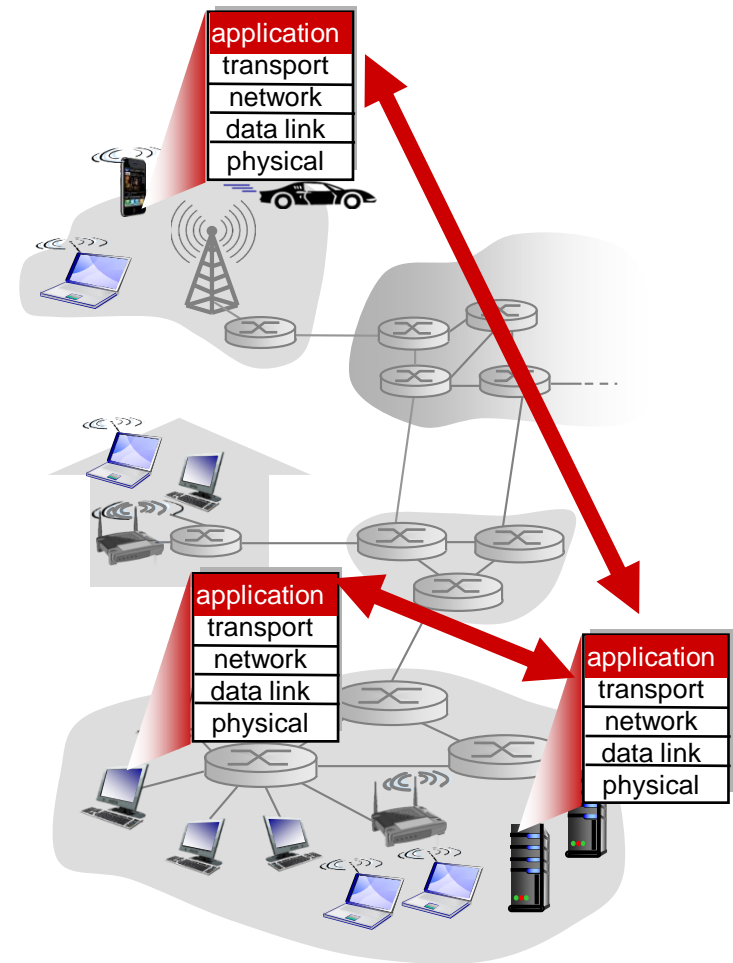 application
transport
network
data link
physical
application
transport
network
data link
physical
application
transport
network
data link
physical